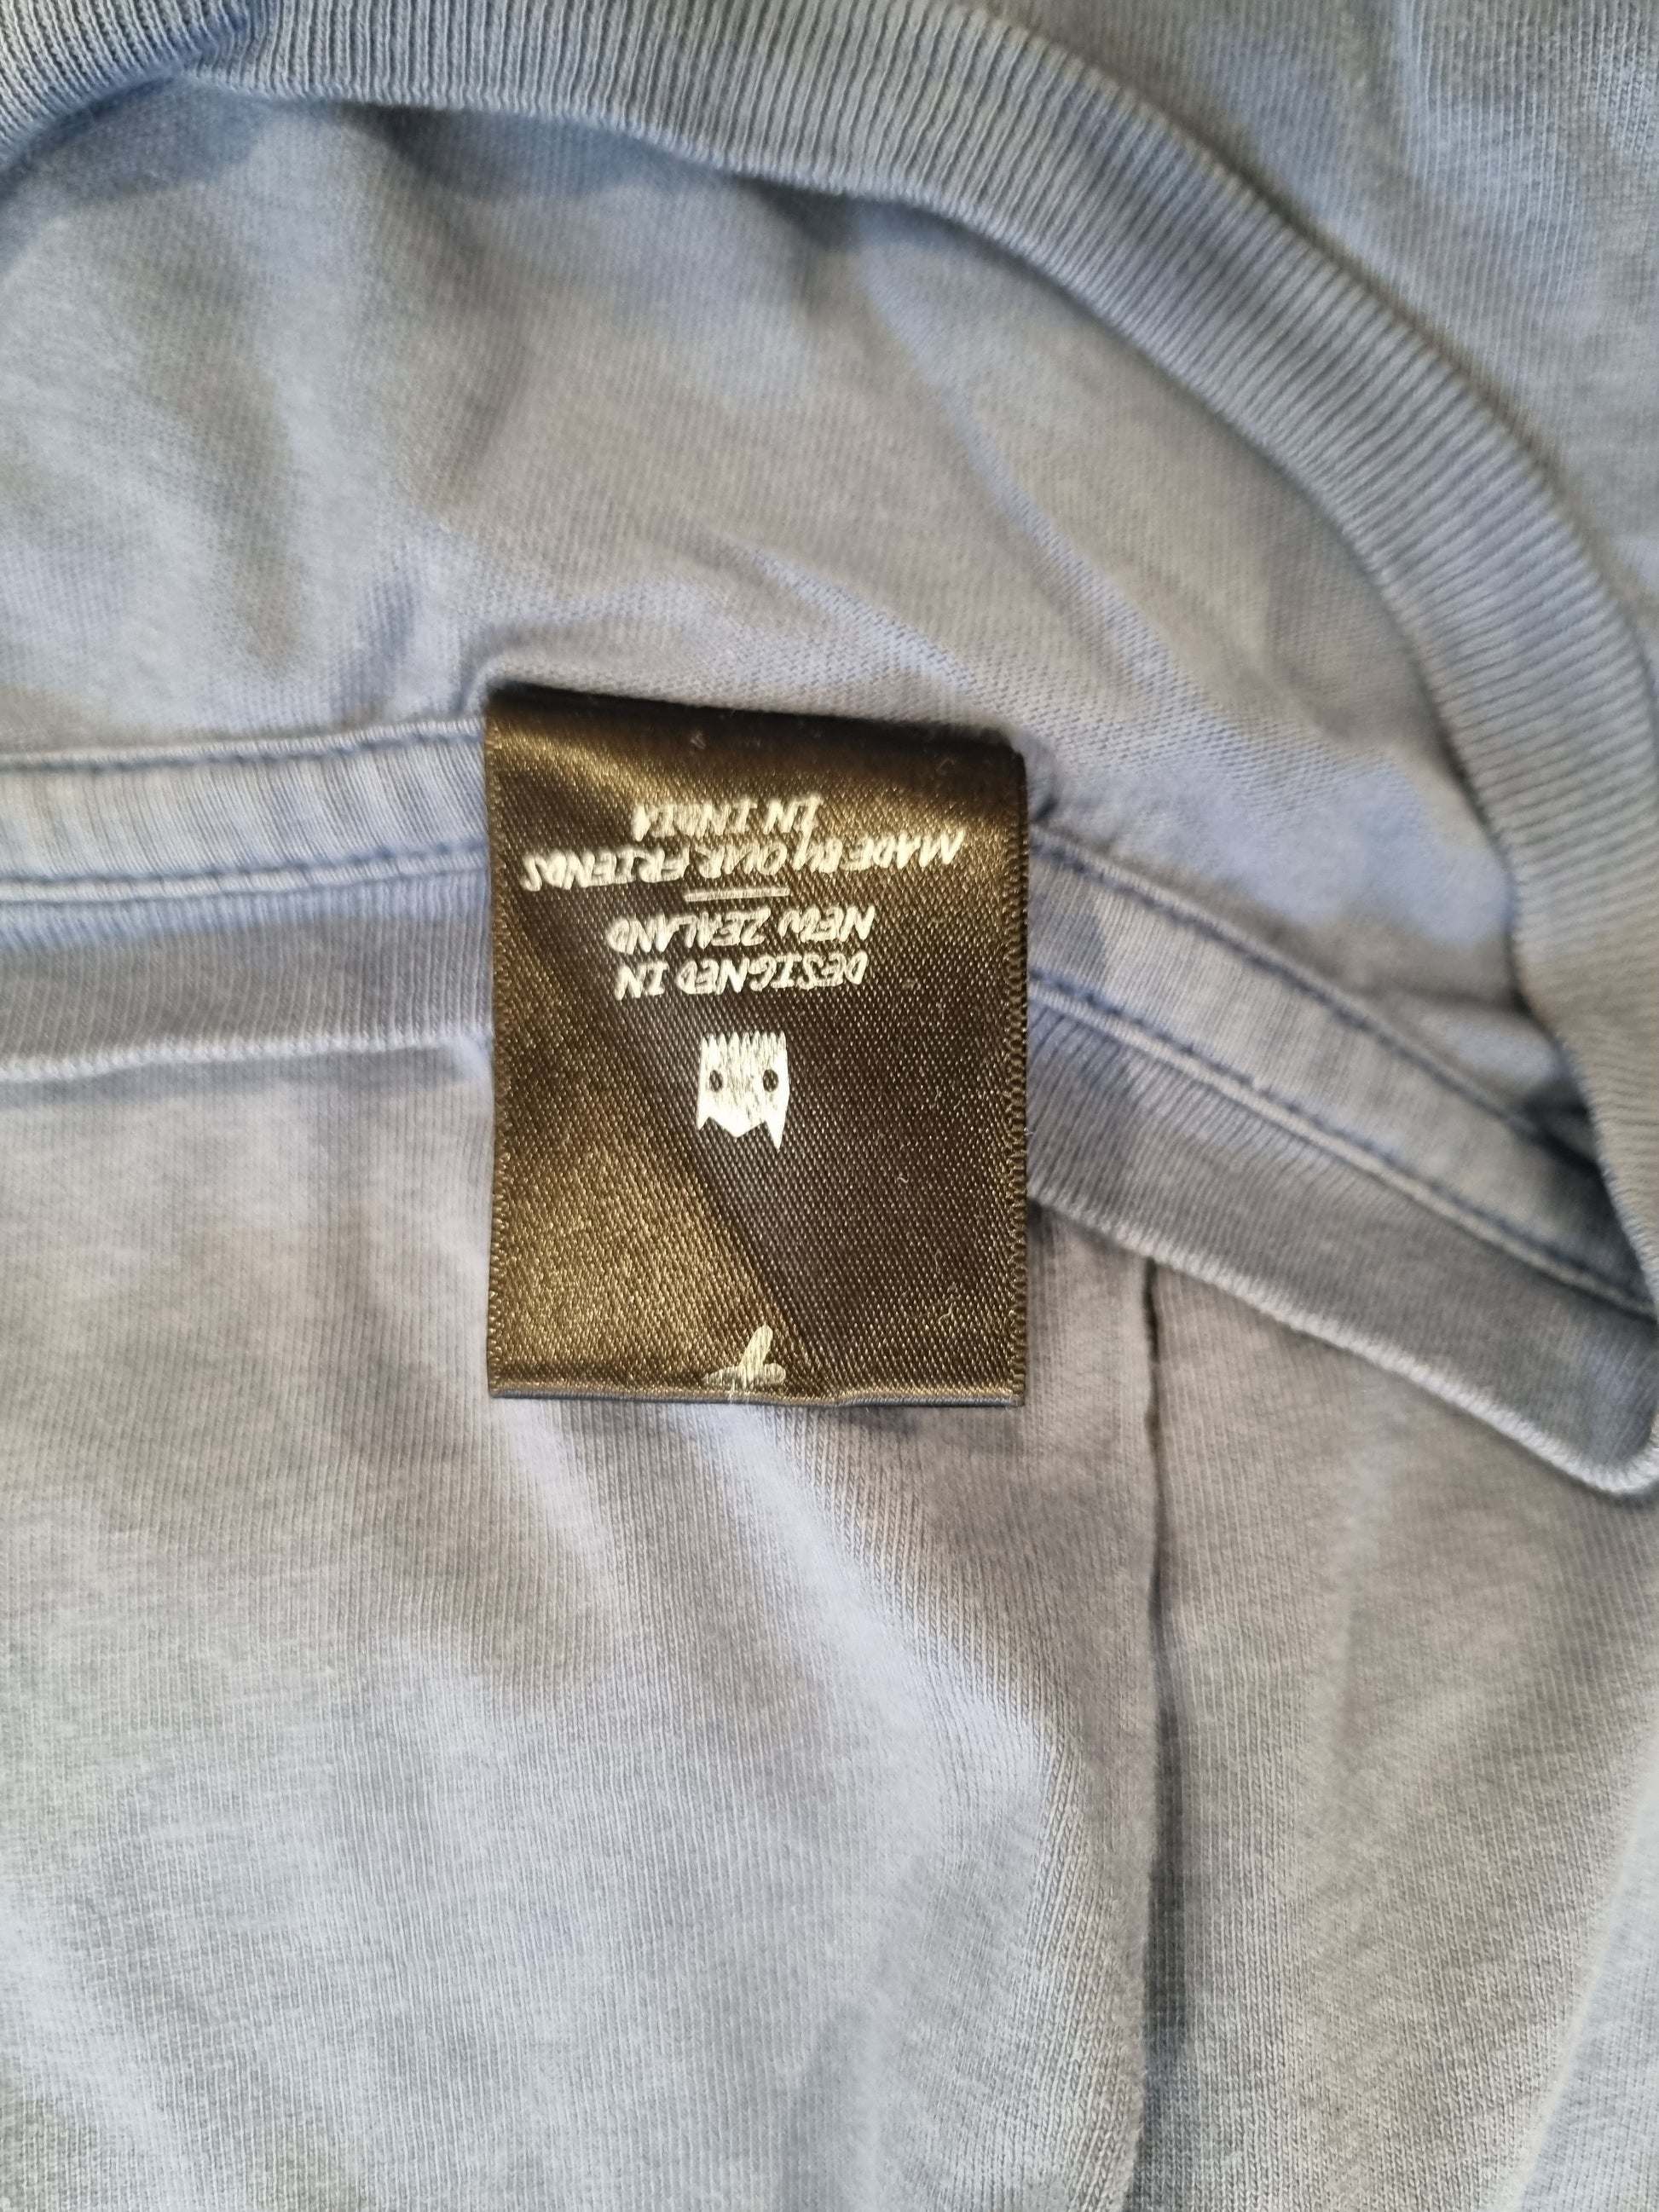 DESIGNED IN
NEW ZEALAND
MADE BY OUR FRIENDS
IN INDIA